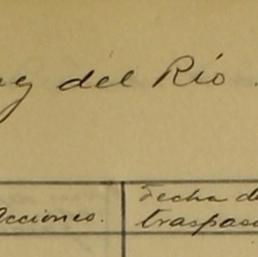 del Río
Acciones.
Fecha de
traspaso